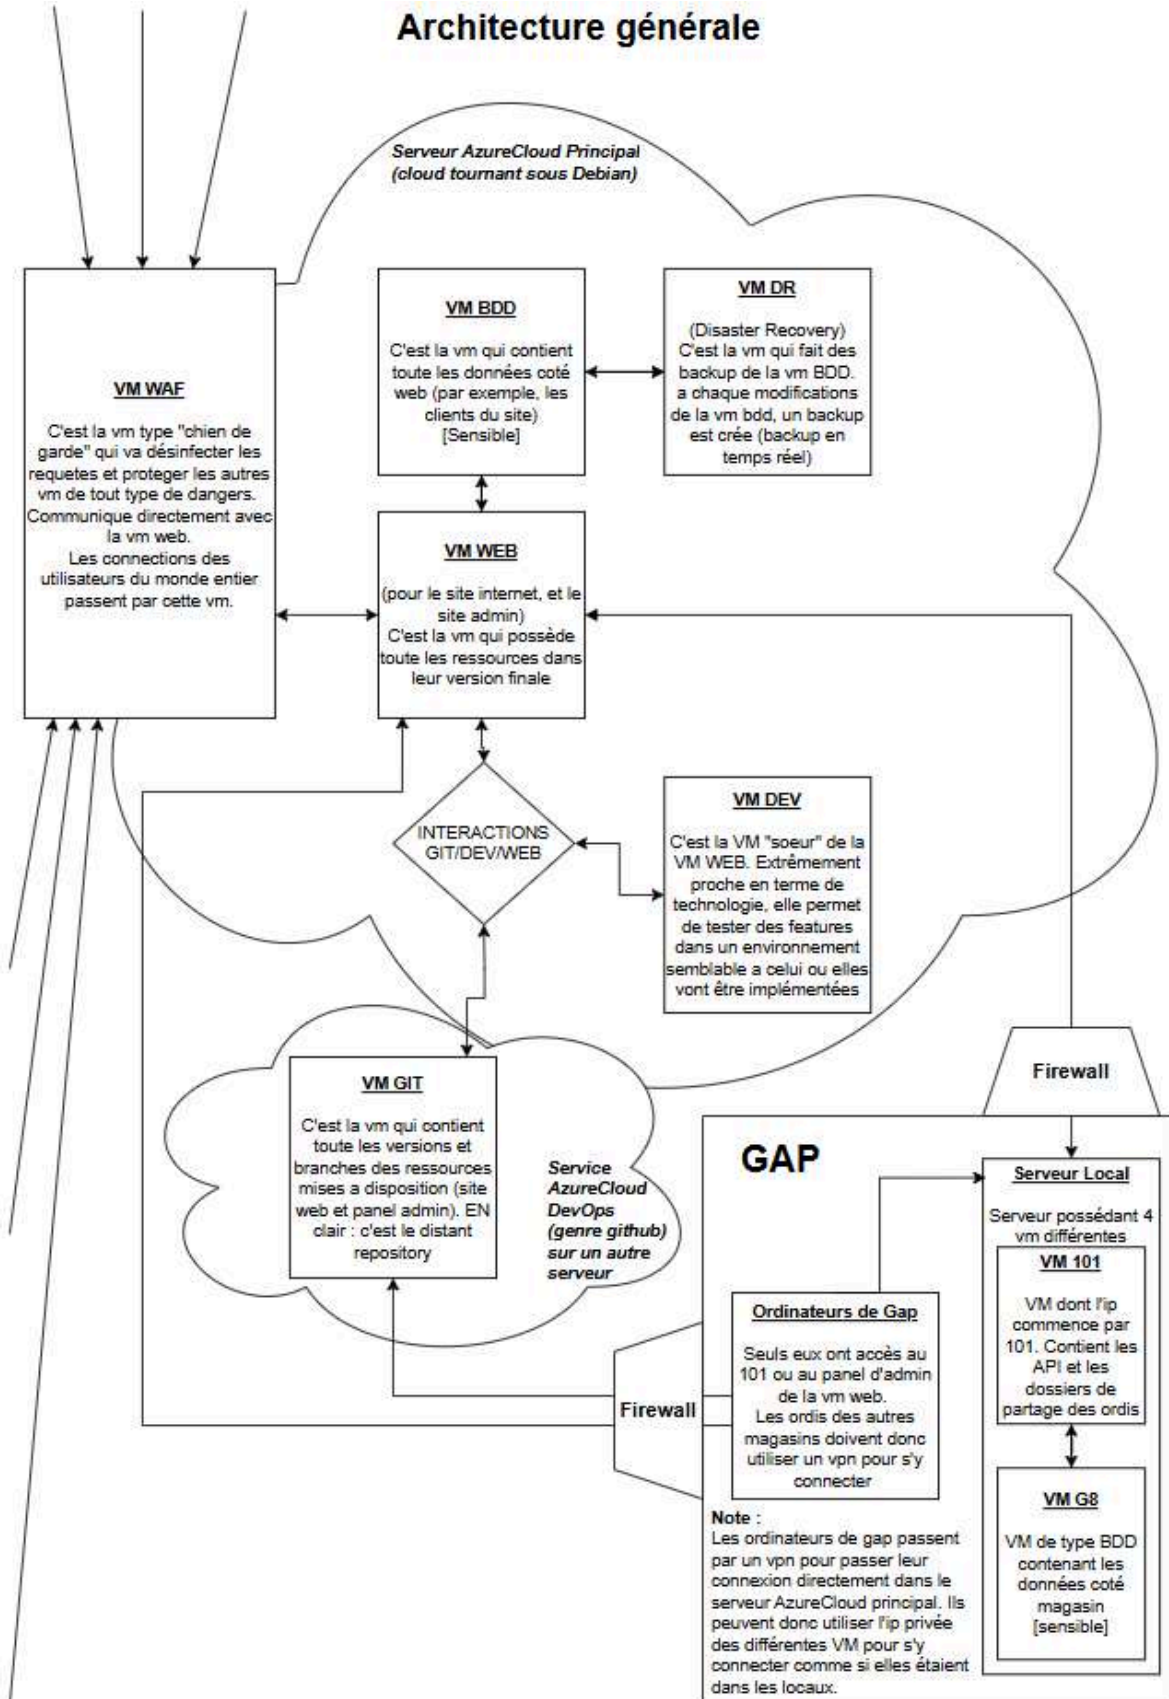 Architecture générale
Serveur AzureCloud Principal
(cloud tournant sous Debian)
VM WAF
C'est la vm type "chien de
garde" qui va désinfecter les
requetes et proteger les autres
vm de tout type de dangers.
Communique directement avec
la vm web.
Les connections des
utilisateurs du monde entier
passent par cette vm.
VM BDD
C'est la vm qui contient
toute les données coté
web (par exemple, les
clients du site)
[Sensible]
VM DR
(Disaster Recovery)
C'est la vm qui fait des
backup de la vm BDD.
a chaque modifications
de la vm bdd, un backup
est crée (backup en
temps réel)
VM WEB
(pour le site internet, et le
site admin)
C'est la vm qui possède
toute les ressources dans
leur version finale
INTERACTIONS
GIT/DEV/WEB
VM DEV
C'est la VM "soeur" de la
VM WEB. Extrêmement
proche en terme de
technologie, elle permet
de tester des features
dans un environnement
semblable a celui ou elles
vont être implémentées
VM GIT
C'est la vm qui contient
toute les versions et
branches des ressources
mises a disposition (site
web et panel admin). EN
clair : c'est le distant
repository
Service
AzureCloud
DevOps
(genre github)
sur un autre
serveur
Firewall
GAP
Serveur Local
Serveur possédant 4
vm différentes
VM 101
VM dont l'ip
commence par
101. Contient les
API et les
dossiers de
partage des ordis
VM G8
VM de type BDD
contenant les
données coté
magasin
[sensible]
Ordinateurs de Gap
Seuls eux ont accès au
101 ou au panel d'admin
de la vm web.
Les ordis des autres
magasins doivent donc
utiliser un vpn pour s'y
connecter
Firewall
Note :
Les ordinateurs de gap passent
par un vpn pour passer leur
connexion directement dans le
serveur AzureCloud principal. Ils
peuvent donc utiliser l'ip privée
des différentes VM pour s'y
connecter comme si elles étaient
dans les locaux.